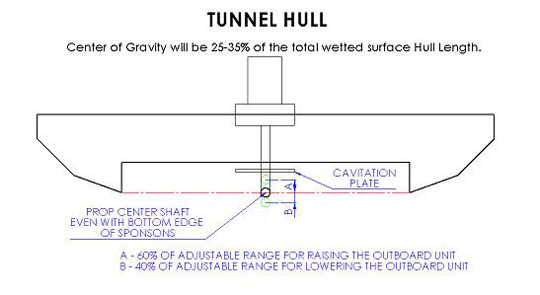 TUNNEL HULL
Center of Gravity will be 25-35% of the total wetted surface Hull Length.
CAVITATION
PLATE
A
B
PROP CENTER SHAFT
EVEN WITH BOTTOM EDGE
OF SPONSONS
A - 60% OF ADJUSTABLE RANGE FOR RAISING THE OUTBOARD UNIT
B - 40% OF ADJUSTABLE RANGE FOR LOWERING THE OUTBOARD UNIT